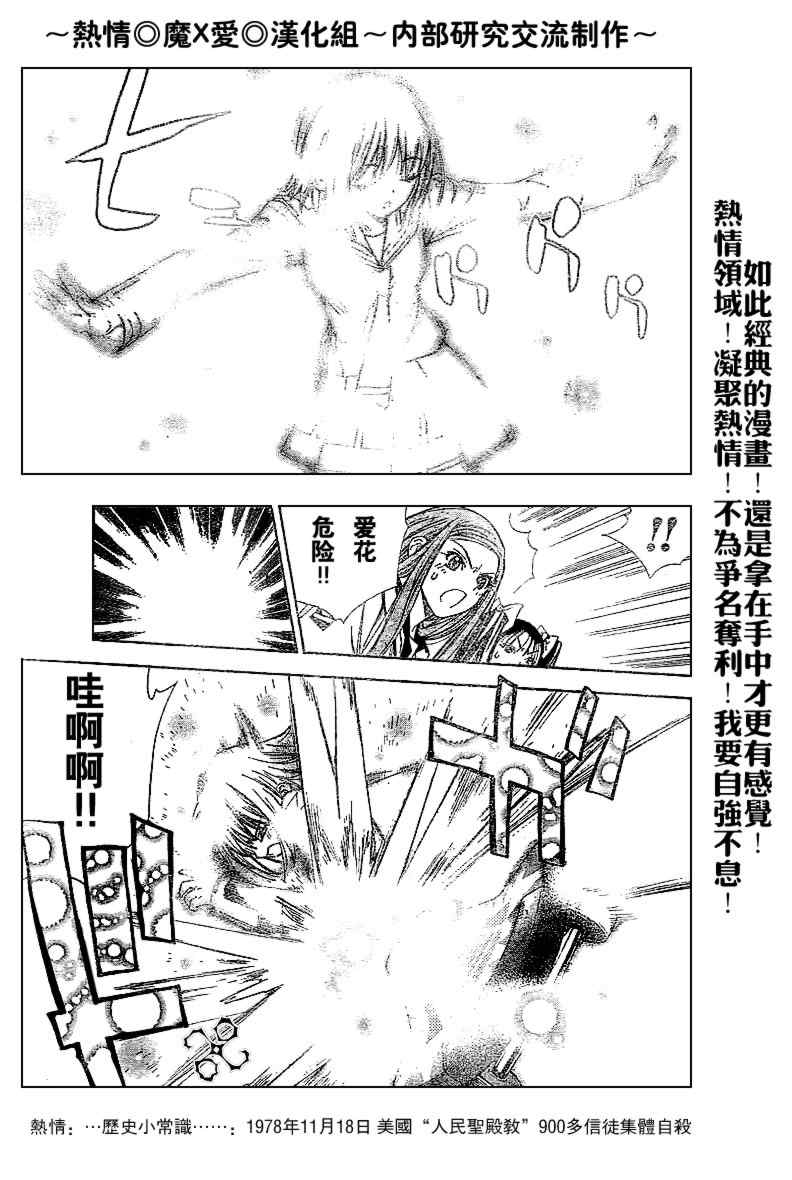 ～熱情◎魔X愛◎漢化組～内部研究交流制作～
如此經典的漫畫！還是拿在手中才更有感覺！
熱情領域！凝聚熱情！不為爭名奪利！我要自強不息！
ビ
パ
パ
パ
!!
爱花
危险!!
哇啊啊!!
熱情：…歷史小常識……：1978年11月18日 美國“人民聖殿教”900多信徒集體自殺